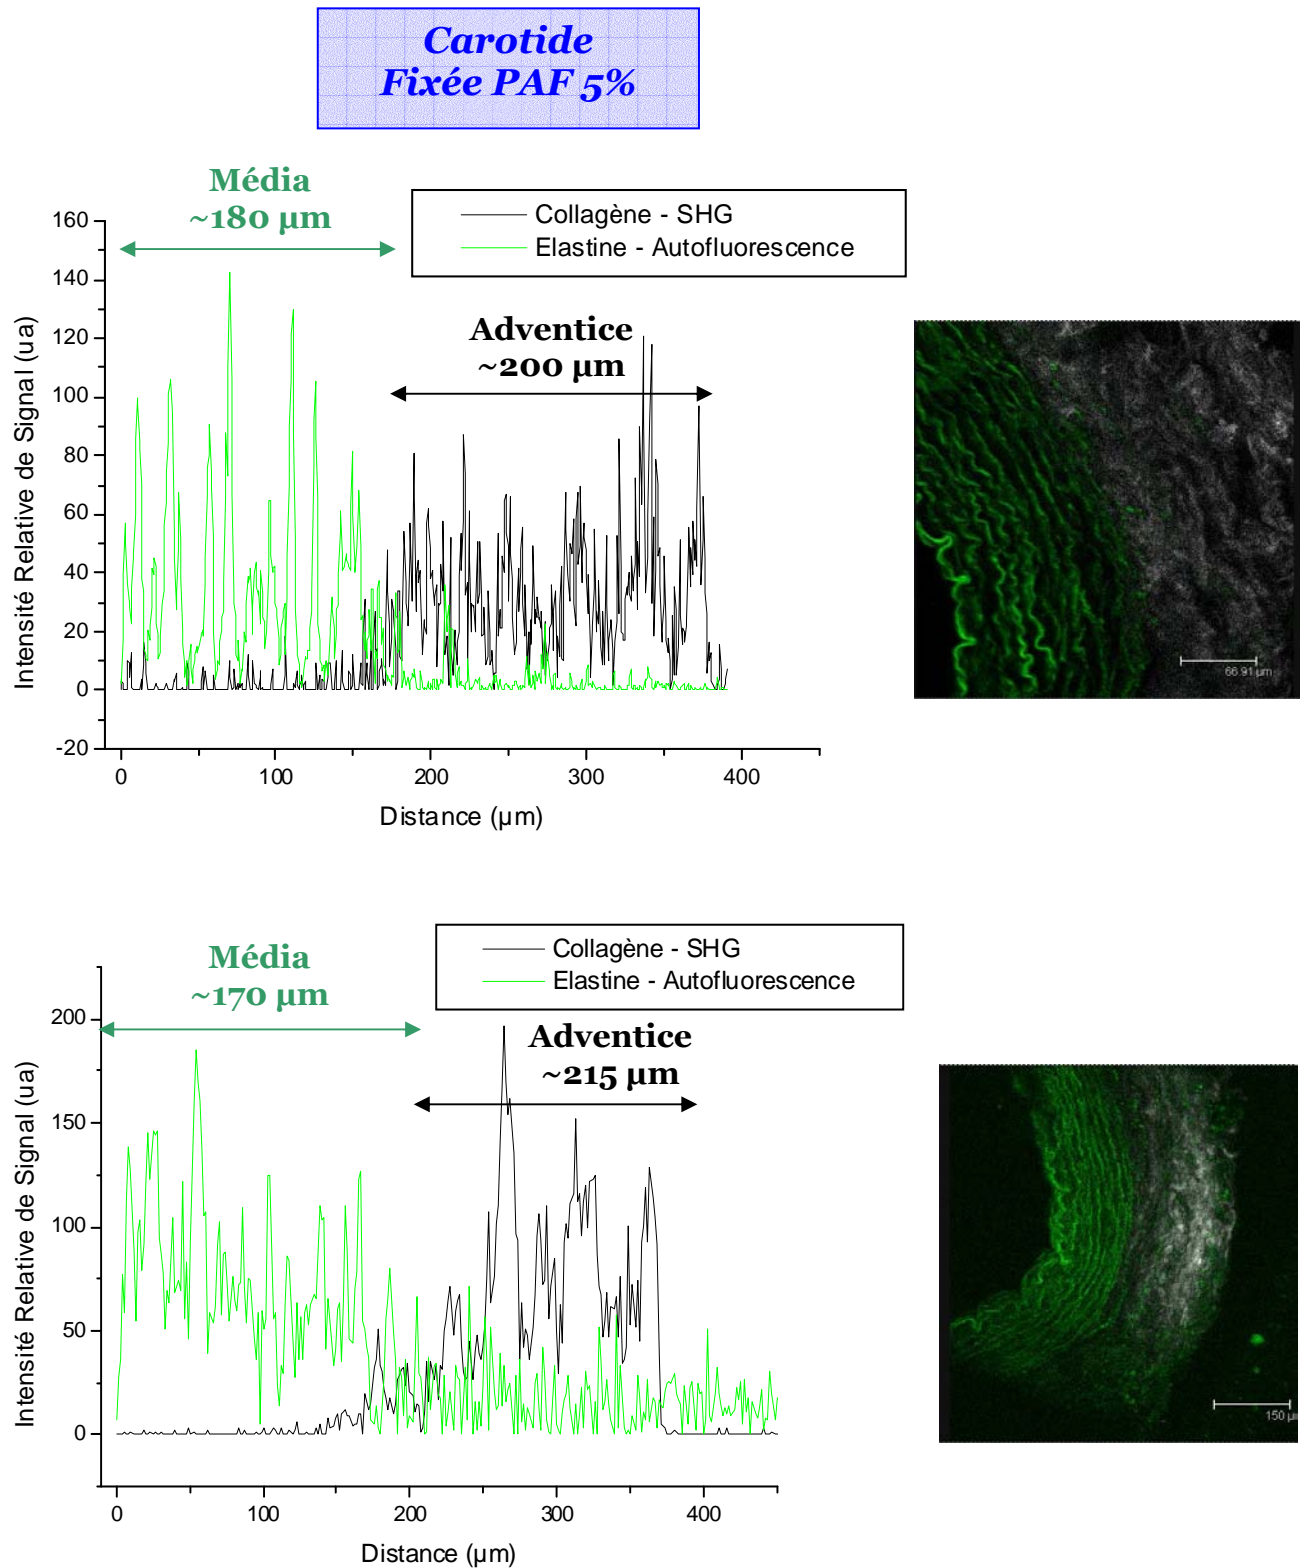 Carotide
Fixée PAF 5%
Média
~180 µm
Collagène - SHG
Elastine - Autofluorescence
Adventice
~200 µm
160
140
120
100
80
60
40
20
0
-20
Intensité Relative de Signal (ua)
0
100
200
300
400
Distance (µm)
66.91 µm
Média
~170 µm
Collagène - SHG
Elastine - Autofluorescence
Adventice
~215 µm
200
150
100
50
0
Intensité Relative de Signal (ua)
0
100
200
300
400
Distance (µm)
150 µm